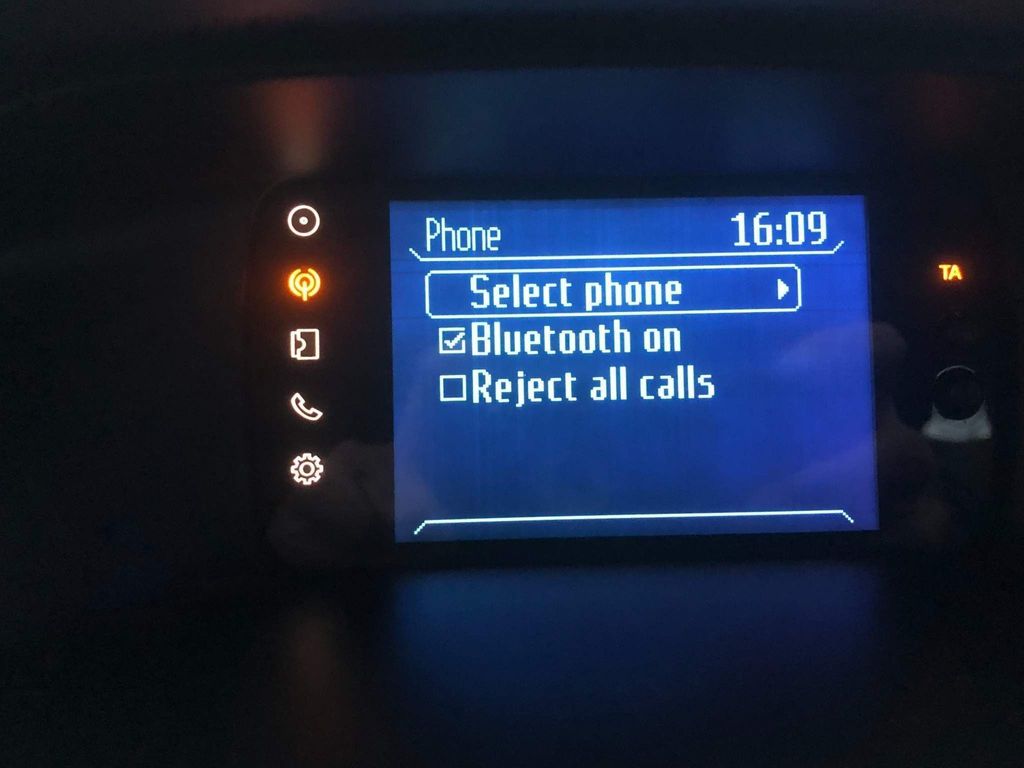 Phone 16:09
Select phone
Bluetooth on
Reject all calls
TA